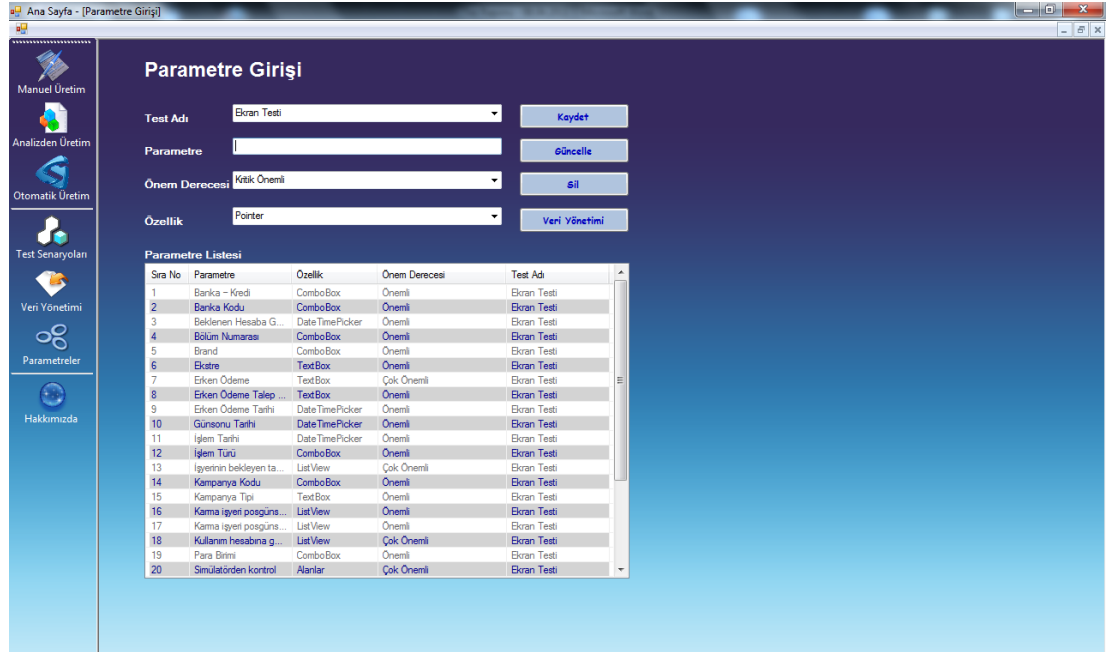 Ana Sayfa - [Parametre Girişi]
Manuel Üretim
Analizden Üretim
Otomatik Üretim
Test Senaryoları
Veri Yönetimi
Parametreler
Hakkımızda
Parametre Girişi
Test Adı Ekran Testi Kaydet
Parametre Güncelle
Önem Derecesi Kritik Önemli Sil
Özellik Pointer Veri Yönetimi
Parametre Listesi
Sıra No Parametre Özellik Önem Derecesi Test Adı
1 Banka – Kredi ComboBox Önemli Ekran Testi
2 Banka Kodu ComboBox Önemli Ekran Testi
3 Beklenen Hesaba G... DateTimePicker Önemli Ekran Testi
4 Bölüm Numarası ComboBox Önemli Ekran Testi
5 Brand ComboBox Önemli Ekran Testi
6 Ekstre TextBox Önemli Ekran Testi
7 Erken Ödeme TextBox Çok Önemli Ekran Testi
8 Erken Ödeme Talep ... TextBox Önemli Ekran Testi
9 Erken Ödeme Tarihi DateTimePicker Önemli Ekran Testi
10 Günsonu Tarihi DateTimePicker Önemli Ekran Testi
11 İşlem Tarihi DateTimePicker Önemli Ekran Testi
12 İşlem Türü ComboBox Önemli Ekran Testi
13 İşyerinin bekleyen ta... ListView Çok Önemli Ekran Testi
14 Kampanya Kodu ComboBox Önemli Ekran Testi
15 Kampanya Tipi TextBox Önemli Ekran Testi
16 Karma işyeri posgüns... ListView Önemli Ekran Testi
17 Karma işyeri posgüns... ListView Önemli Ekran Testi
18 Kullanım hesabına g... ListView Çok Önemli Ekran Testi
19 Para Birimi ComboBox Önemli Ekran Testi
20 Simülatörden kontrol Alanlar Çok Önemli Ekran Testi